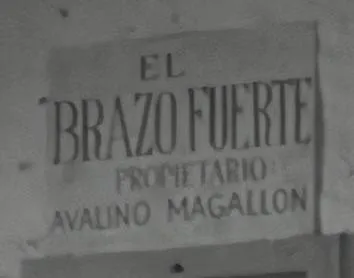 EL
BRAZO FUERTE
PROPIETARIO
AVALINO MAGALLON